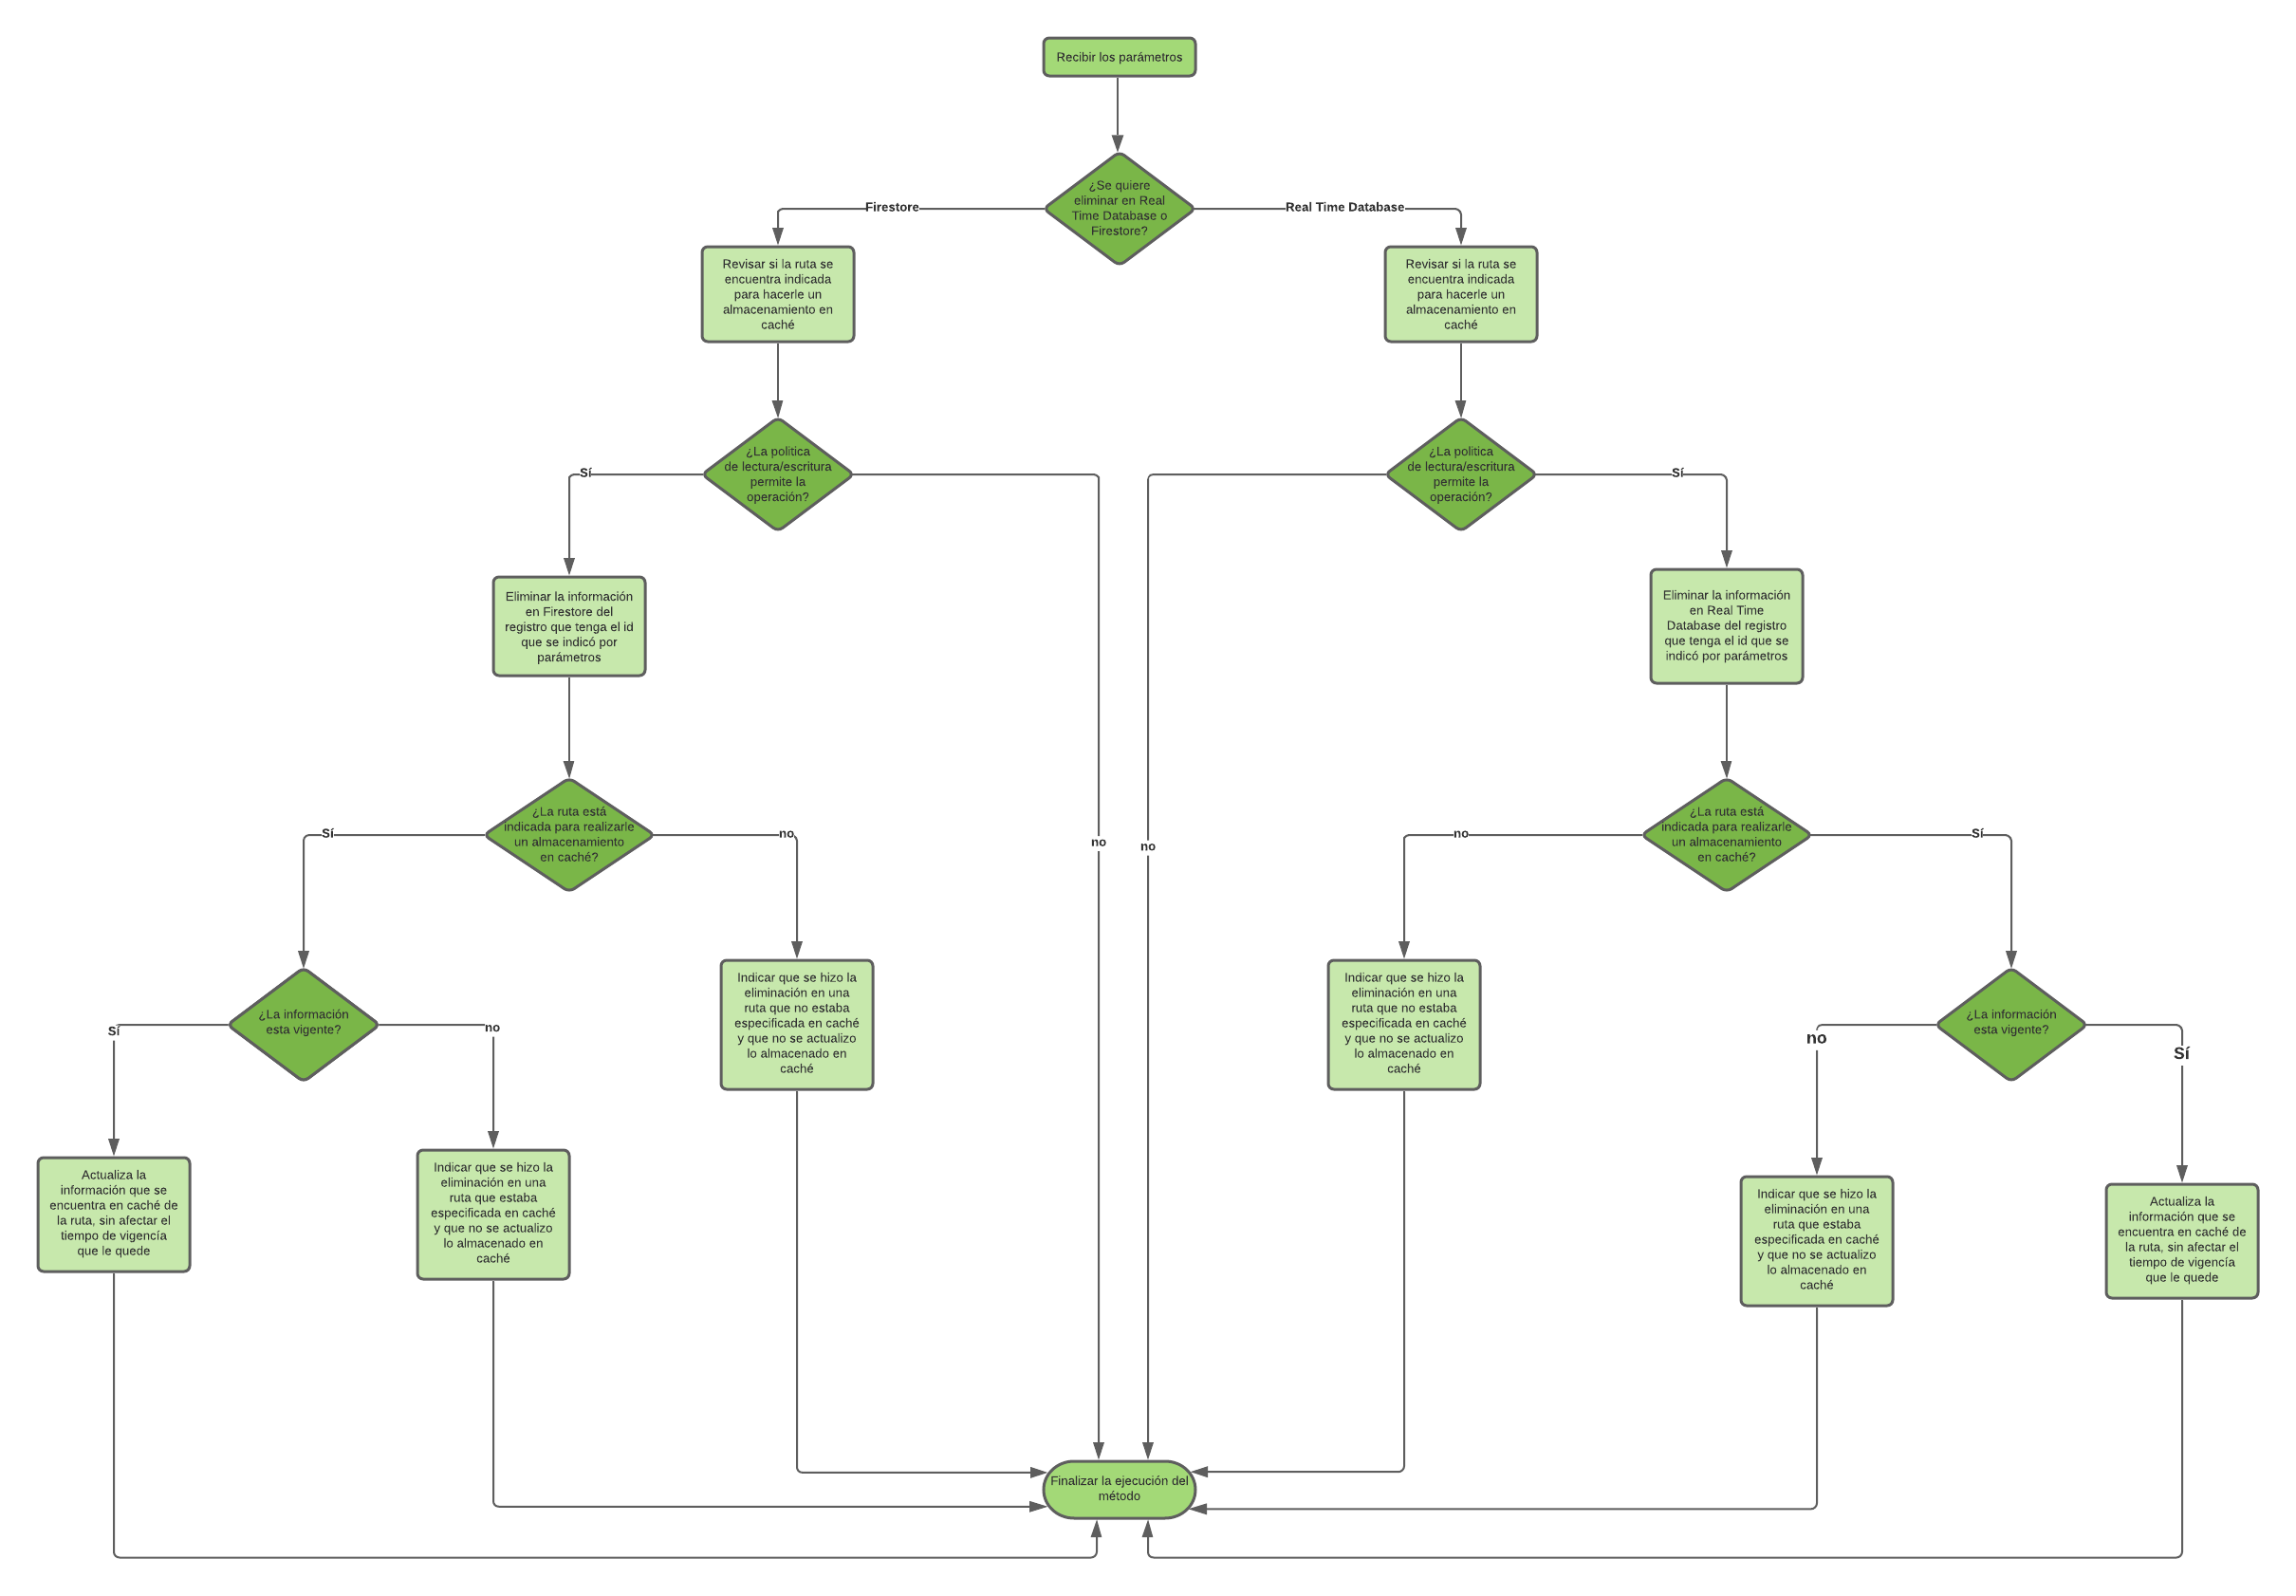 Recibir los parámetros
¿Se quiere
eliminar en Real
Time Database o
Firestore?
Firestore
Real Time Database
Revisar si la ruta se
encuentra indicada
para hacerle un
almacenamiento en
caché
Revisar si la ruta se
encuentra indicada
para hacerle un
almacenamiento en
caché
¿La politica
de lectura/escritura
permite la
operación?
Sí
¿La politica
de lectura/escritura
permite la
operación?
Sí
Eliminar la información
en Firestore del
registro que tenga el id
que se indicó por
parámetros
Eliminar la información
en Real Time
Database del registro
que tenga el id que se
indicó por parámetros
¿La ruta está
indicada para realizarle
un almacenamiento
en caché?
Sí
no
no
no
¿La ruta está
indicada para realizarle
un almacenamiento
en caché?
no
Sí
¿La información
esta vigente?
Sí
no
Indicar que se hizo la
eliminación en una
ruta que no estaba
especificada en caché
y que no se actualizo
lo almacenado en
caché
Indicar que se hizo la
eliminación en una
ruta que no estaba
especificada en caché
y que no se actualizo
lo almacenado en
caché
¿La información
esta vigente?
no
Sí
Actualiza la
información que se
encuentra en caché de
la ruta, sin afectar el
tiempo de vigencía
que le quede
Indicar que se hizo la
eliminación en una
ruta que estaba
especificada en caché
y que no se actualizo
lo almacenado en
caché
Indicar que se hizo la
eliminación en una
ruta que estaba
especificada en caché
y que no se actualizo
lo almacenado en
caché
Actualiza la
información que se
encuentra en caché de
la ruta, sin afectar el
tiempo de vigencía
que le quede
Finalizar la ejecución del
método